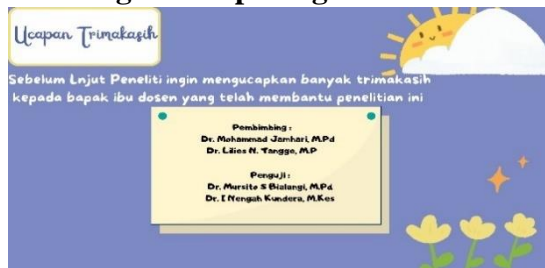 Ucapan Trimakasih
Sebelum Lnjut Peneliti ingin mengucapkan banyak trimakasih
kepada bapak ibu dosen yang telah membantu penelitian ini
Pembimbing :
Dr. Mohammad Jamhari, M.Pd
Dr. Lilies N. Tangge, M.P
Penguji :
Dr. Mursito S Bialangi, M.Pd
Dr. I Nengah Kundera, M.Kes